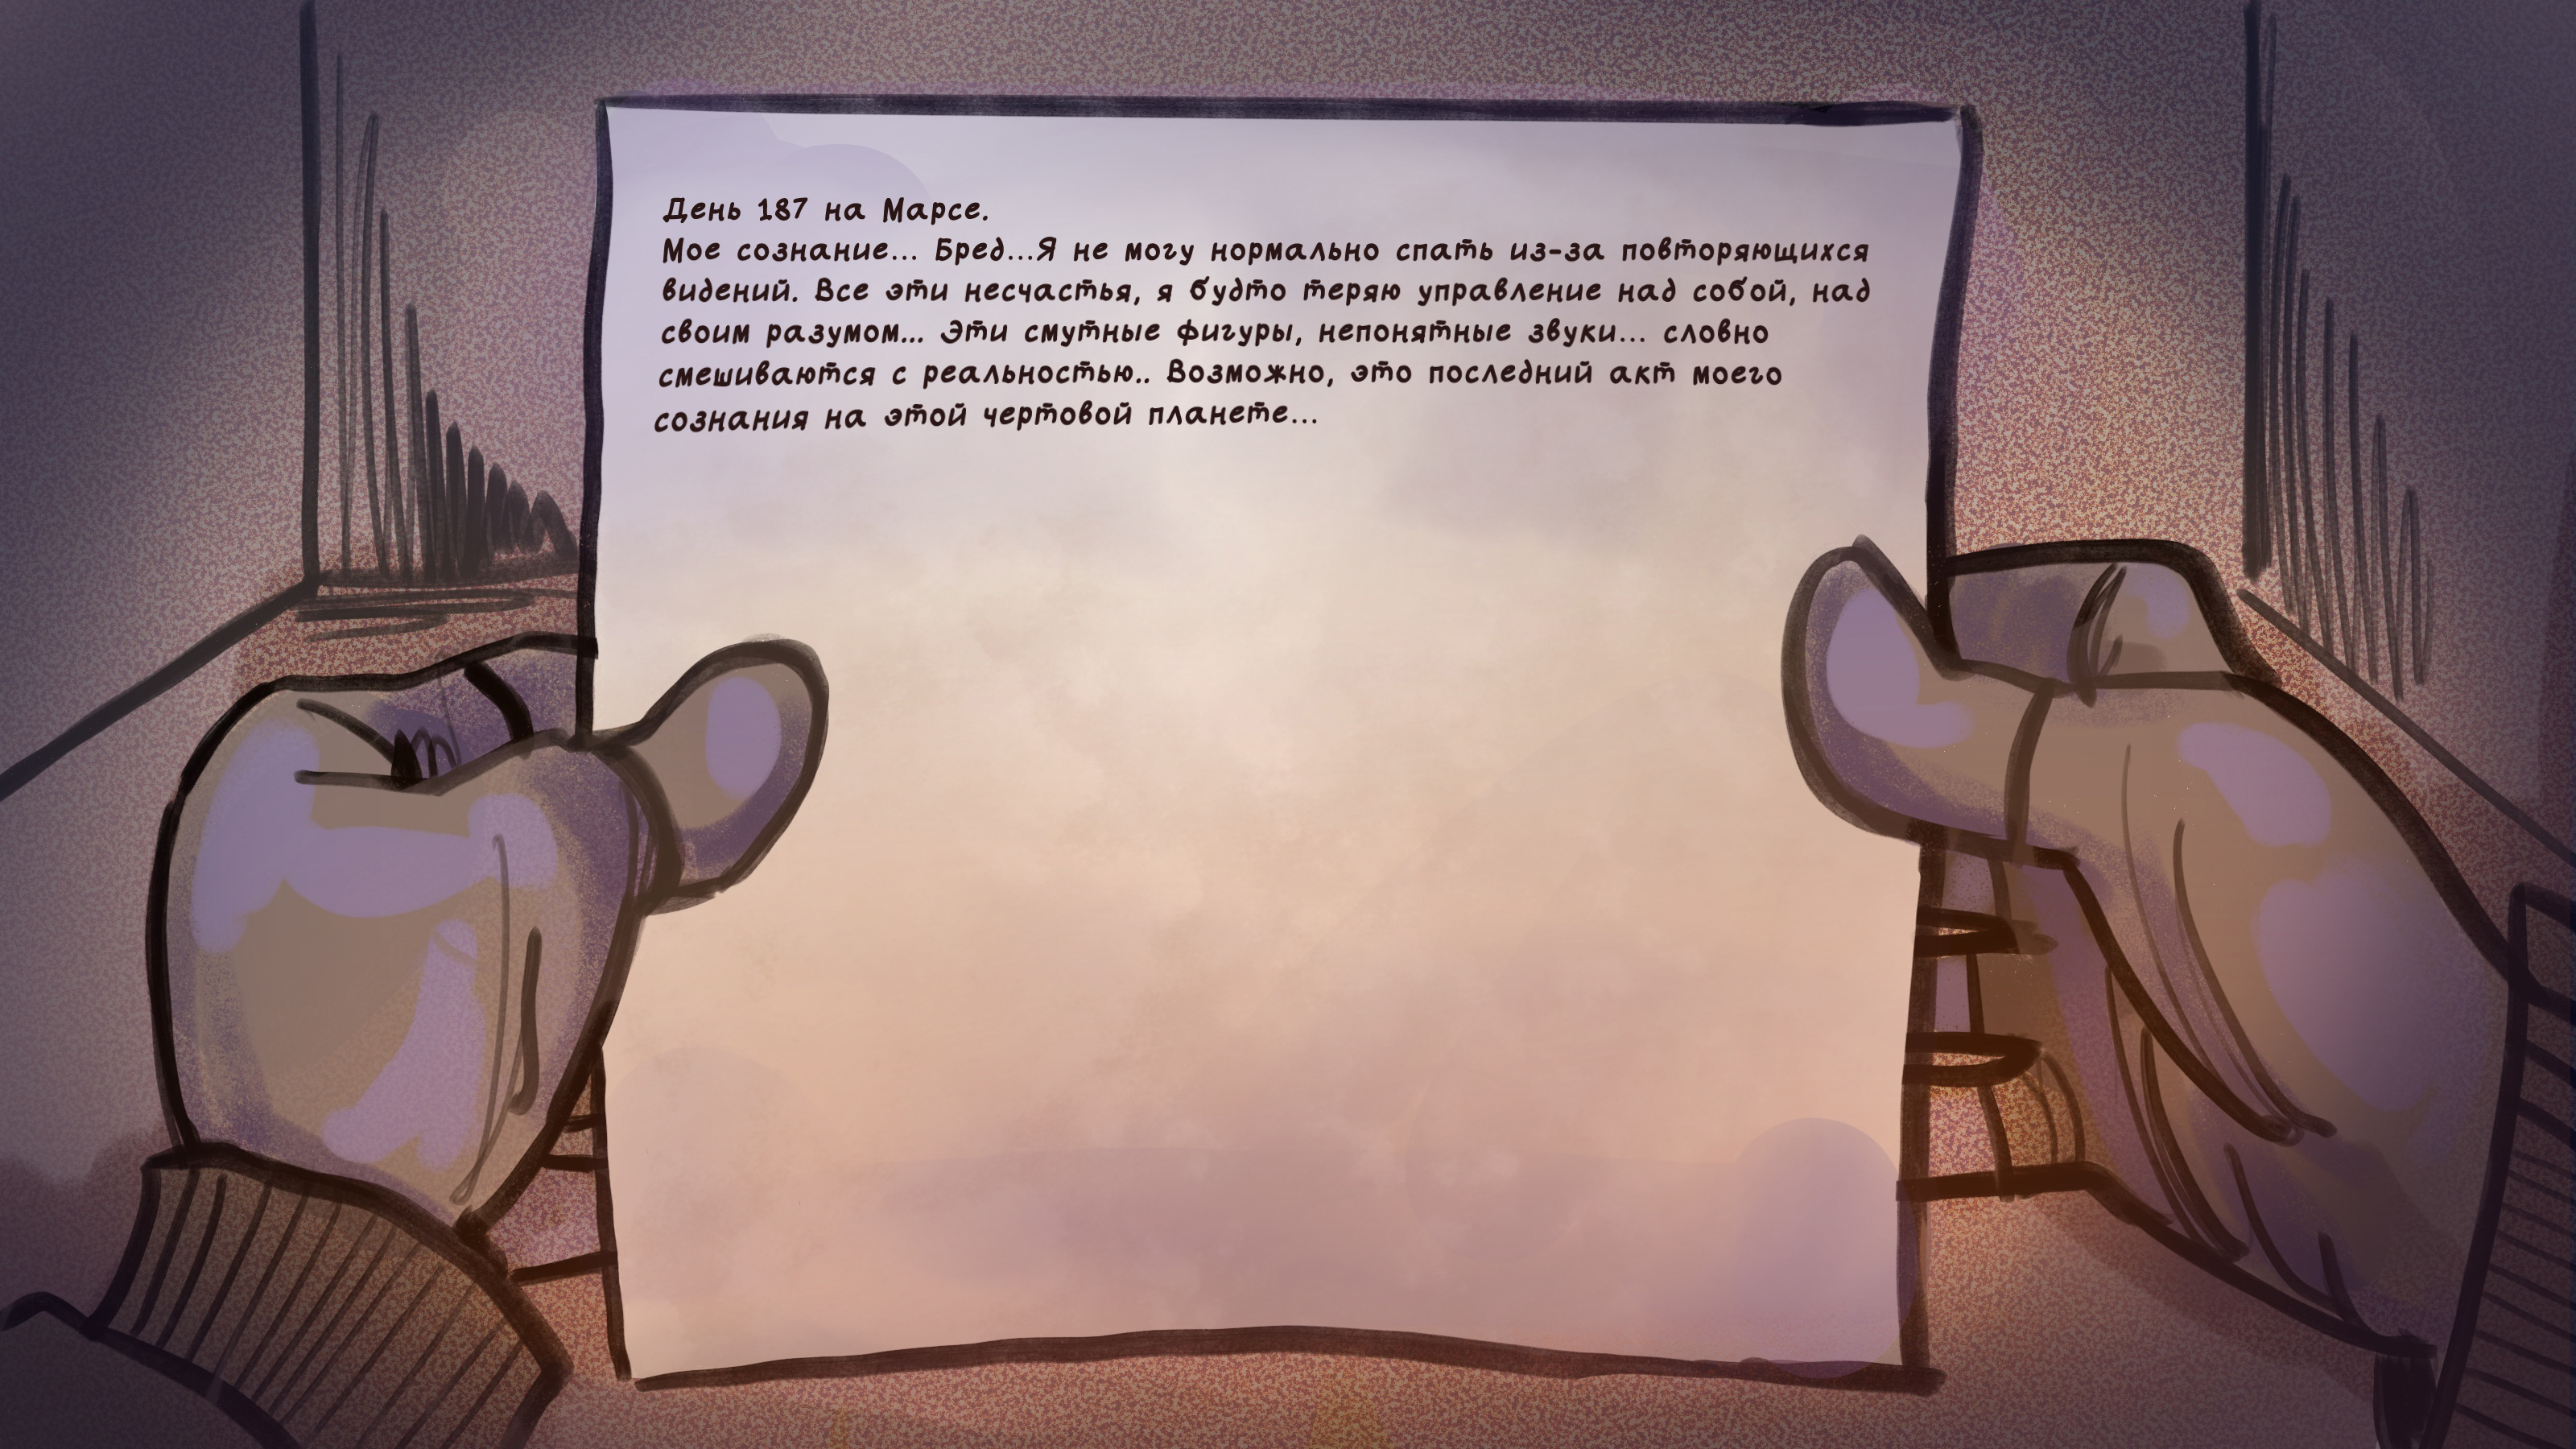 День 187 на Марсе.
Мое сознание... Бред...Я не могу нормально спать из-за повторяющихся
видений. Все эти несчастья, я будто теряю управление над собой, над
своим разумом... Эти смутные фигуры, непонятные звуки... словно
смешиваются с реальностью.. Возможно, это последний акт моего
сознания на этой чертовой планете...